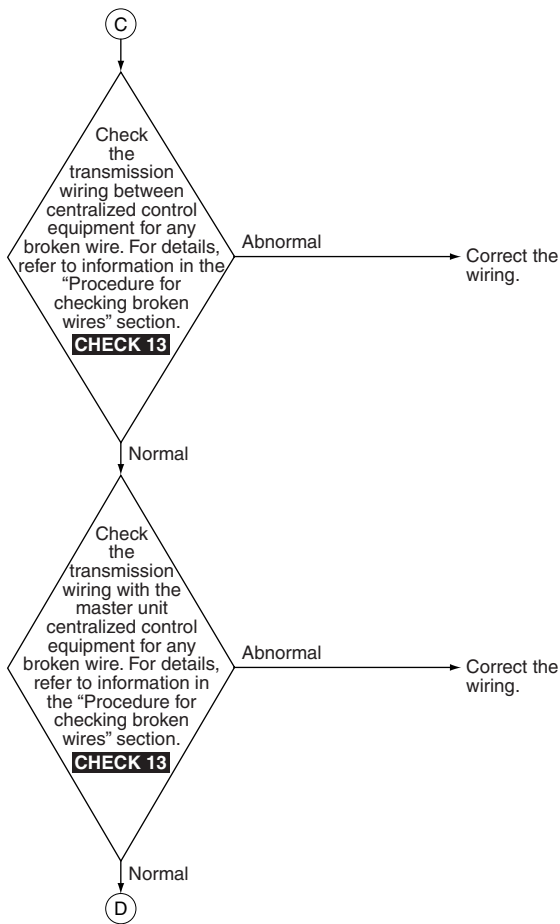 C
Check
the
transmission
wiring between
centralized control
equipment for any
broken wire. For details,
refer to information in the
“Procedure for
checking broken
wires” section.
CHECK 13
Abnormal
Correct the
wiring.
Normal
Check
the
transmission
wiring with the
master unit
centralized control
equipment for any
broken wire. For details,
refer to information in
the “Procedure for
checking broken
wires” section.
CHECK 13
Abnormal
Correct the
wiring.
Normal
D